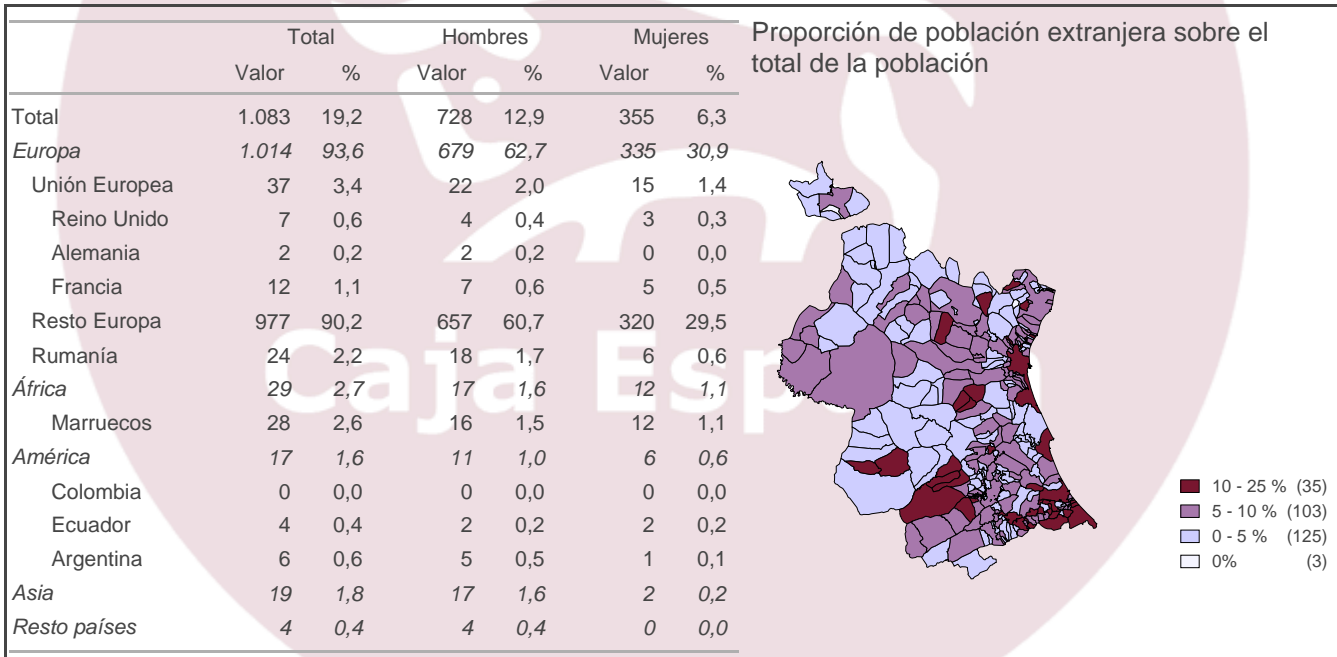 Total Hombres Mujeres
Valor % Valor % Valor %
Total 1.083 19,2 728 12,9 355 6,3
Europa 1.014 93,6 679 62,7 335 30,9
Unión Europea 37 3,4 22 2,0 15 1,4
Reino Unido 7 0,6 4 0,4 3 0,3
Alemania 2 0,2 2 0,2 0 0,0
Francia 12 1,1 7 0,6 5 0,5
Resto Europa 977 90,2 657 60,7 320 29,5
Rumanía 24 2,2 18 1,7 6 0,6
África 29 2,7 17 1,6 12 1,1
Marruecos 28 2,6 16 1,5 12 1,1
América 17 1,6 11 1,0 6 0,6
Colombia 0 0,0 0 0,0 0 0,0
Ecuador 4 0,4 2 0,2 2 0,2
Argentina 6 0,6 5 0,5 1 0,1
Asia 19 1,8 17 1,6 2 0,2
Resto países 4 0,4 4 0,4 0 0,0
Proporción de población extranjera sobre el
total de la población
10 - 25 % (35)
5 - 10 % (103)
0 - 5 % (125)
0% (3)
Caja Esp